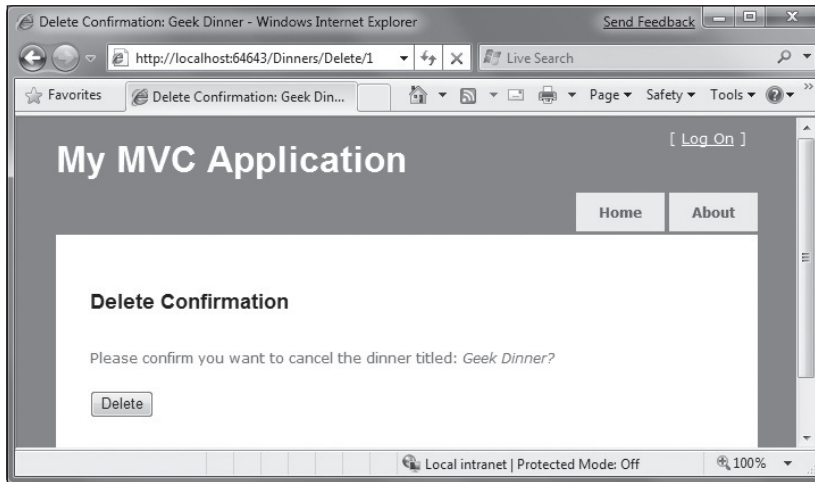 Delete Confirmation: Geek Dinner - Windows Internet Explorer
Send Feedback
http://localhost:64643/Dinners/Delete/1
Live Search
Favorites
Delete Confirmation: Geek Din...
Page
Safety
Tools
[ Log On ]
My MVC Application
Home
About
Delete Confirmation
Please confirm you want to cancel the dinner titled: Geek Dinner?
Delete
Local intranet | Protected Mode: Off
100%